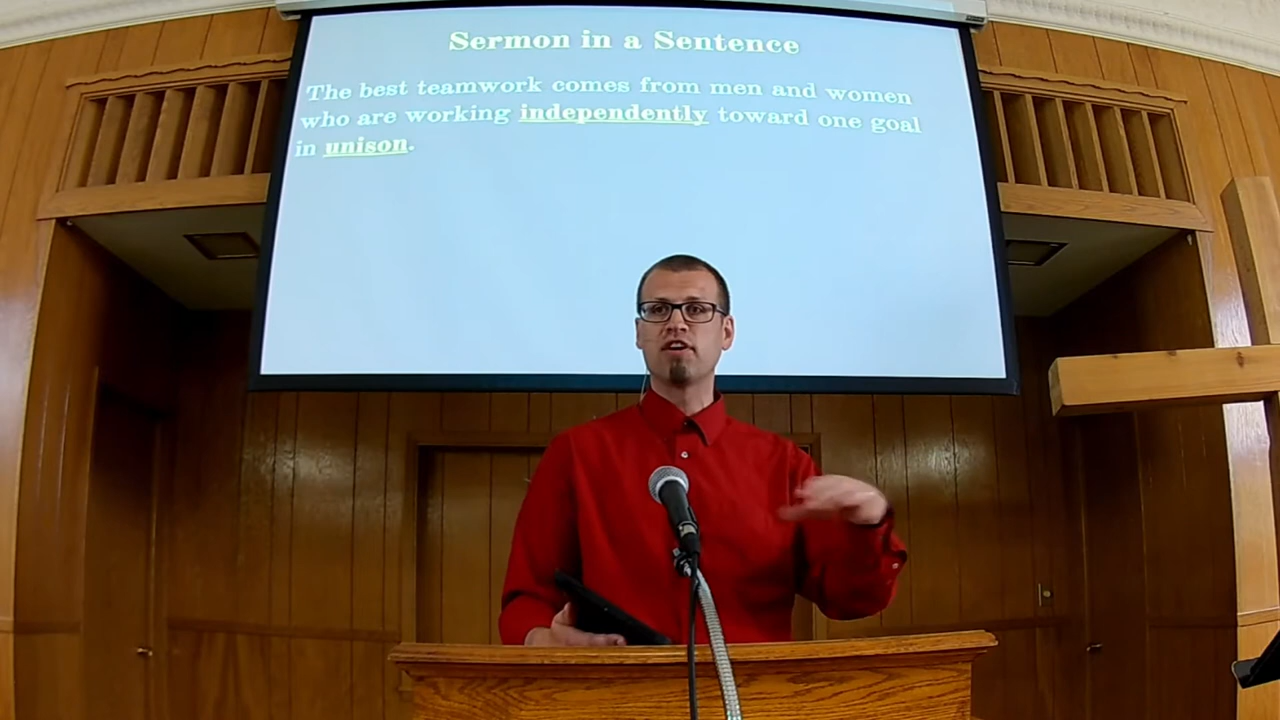 Sermon in a Sentence
The best teamwork comes from men and women
who are working independently toward one goal
in unison.